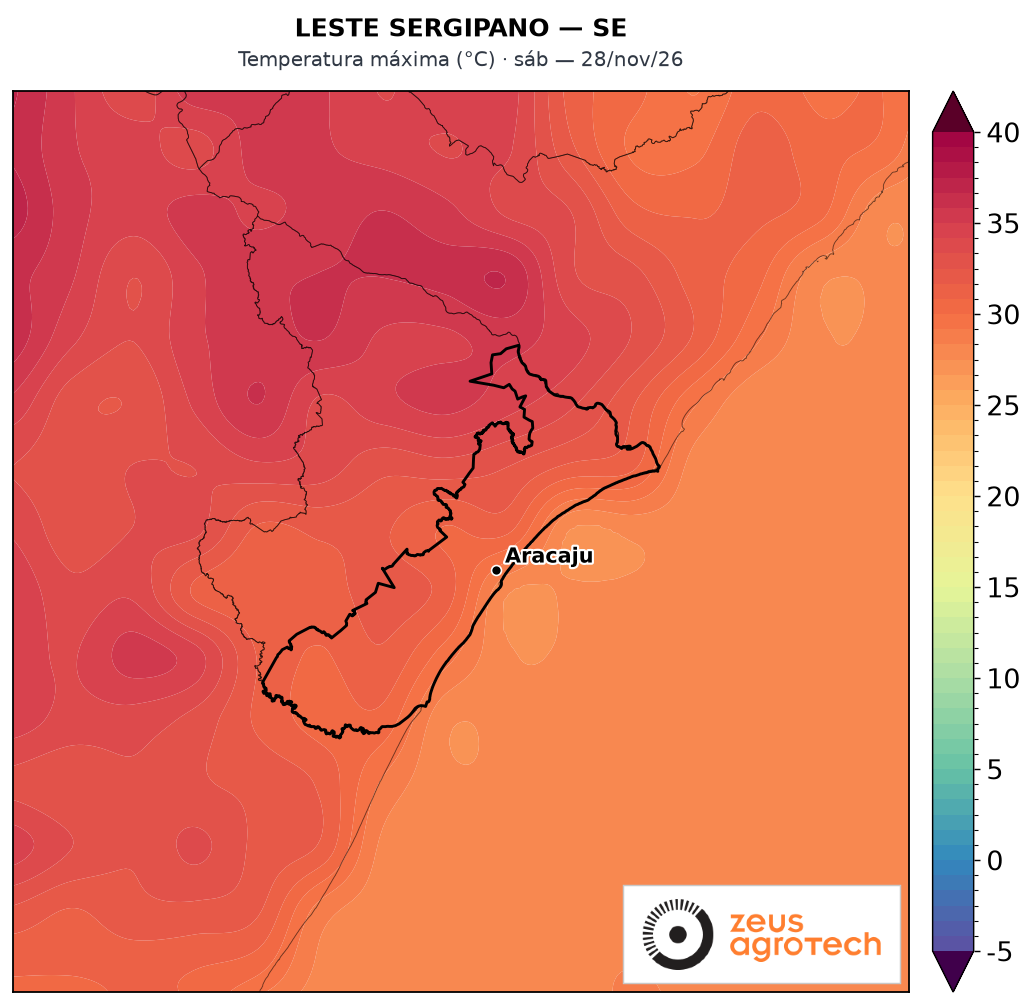 LESTE SERGIPANO — SE
Temperatura máxima (°C) · sáb — 28/nov/26
40
35
30
25
20
15
10
5
0
-5
Aracaju
zeus
agrotech